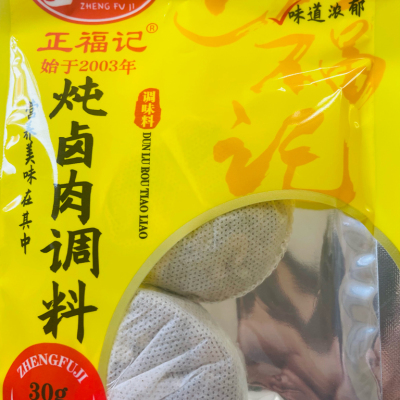 ZHENG FU JI
味道浓郁
正福记®
始于2003年
炖卤肉调料
调味料
DUN LU ROU TIAO LIAO
美味在其中
ZHENGFUJI
30g